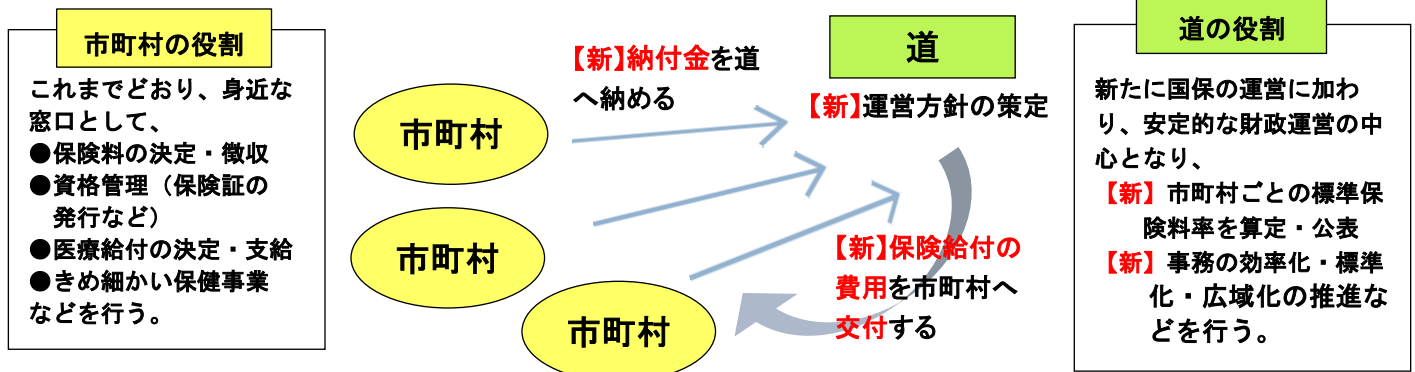 市町村の役割
これまでどおり、身近な
窓口として、
●保険料の決定・徴収
●資格管理（保険証の
発行など）
●医療給付の決定・支給
●きめ細かい保健事業
などを行う。
市町村
市町村
市町村
【新】納付金を道
へ納める
道
【新】運営方針の策定
【新】保険給付の
費用を市町村へ
交付する
道の役割
新たに国保の運営に加わ
り、安定的な財政運営の中
心となり、
【新】市町村ごとの標準保
険料率を算定・公表
【新】事務の効率化・標準
化・広域化の推進な
どを行う。